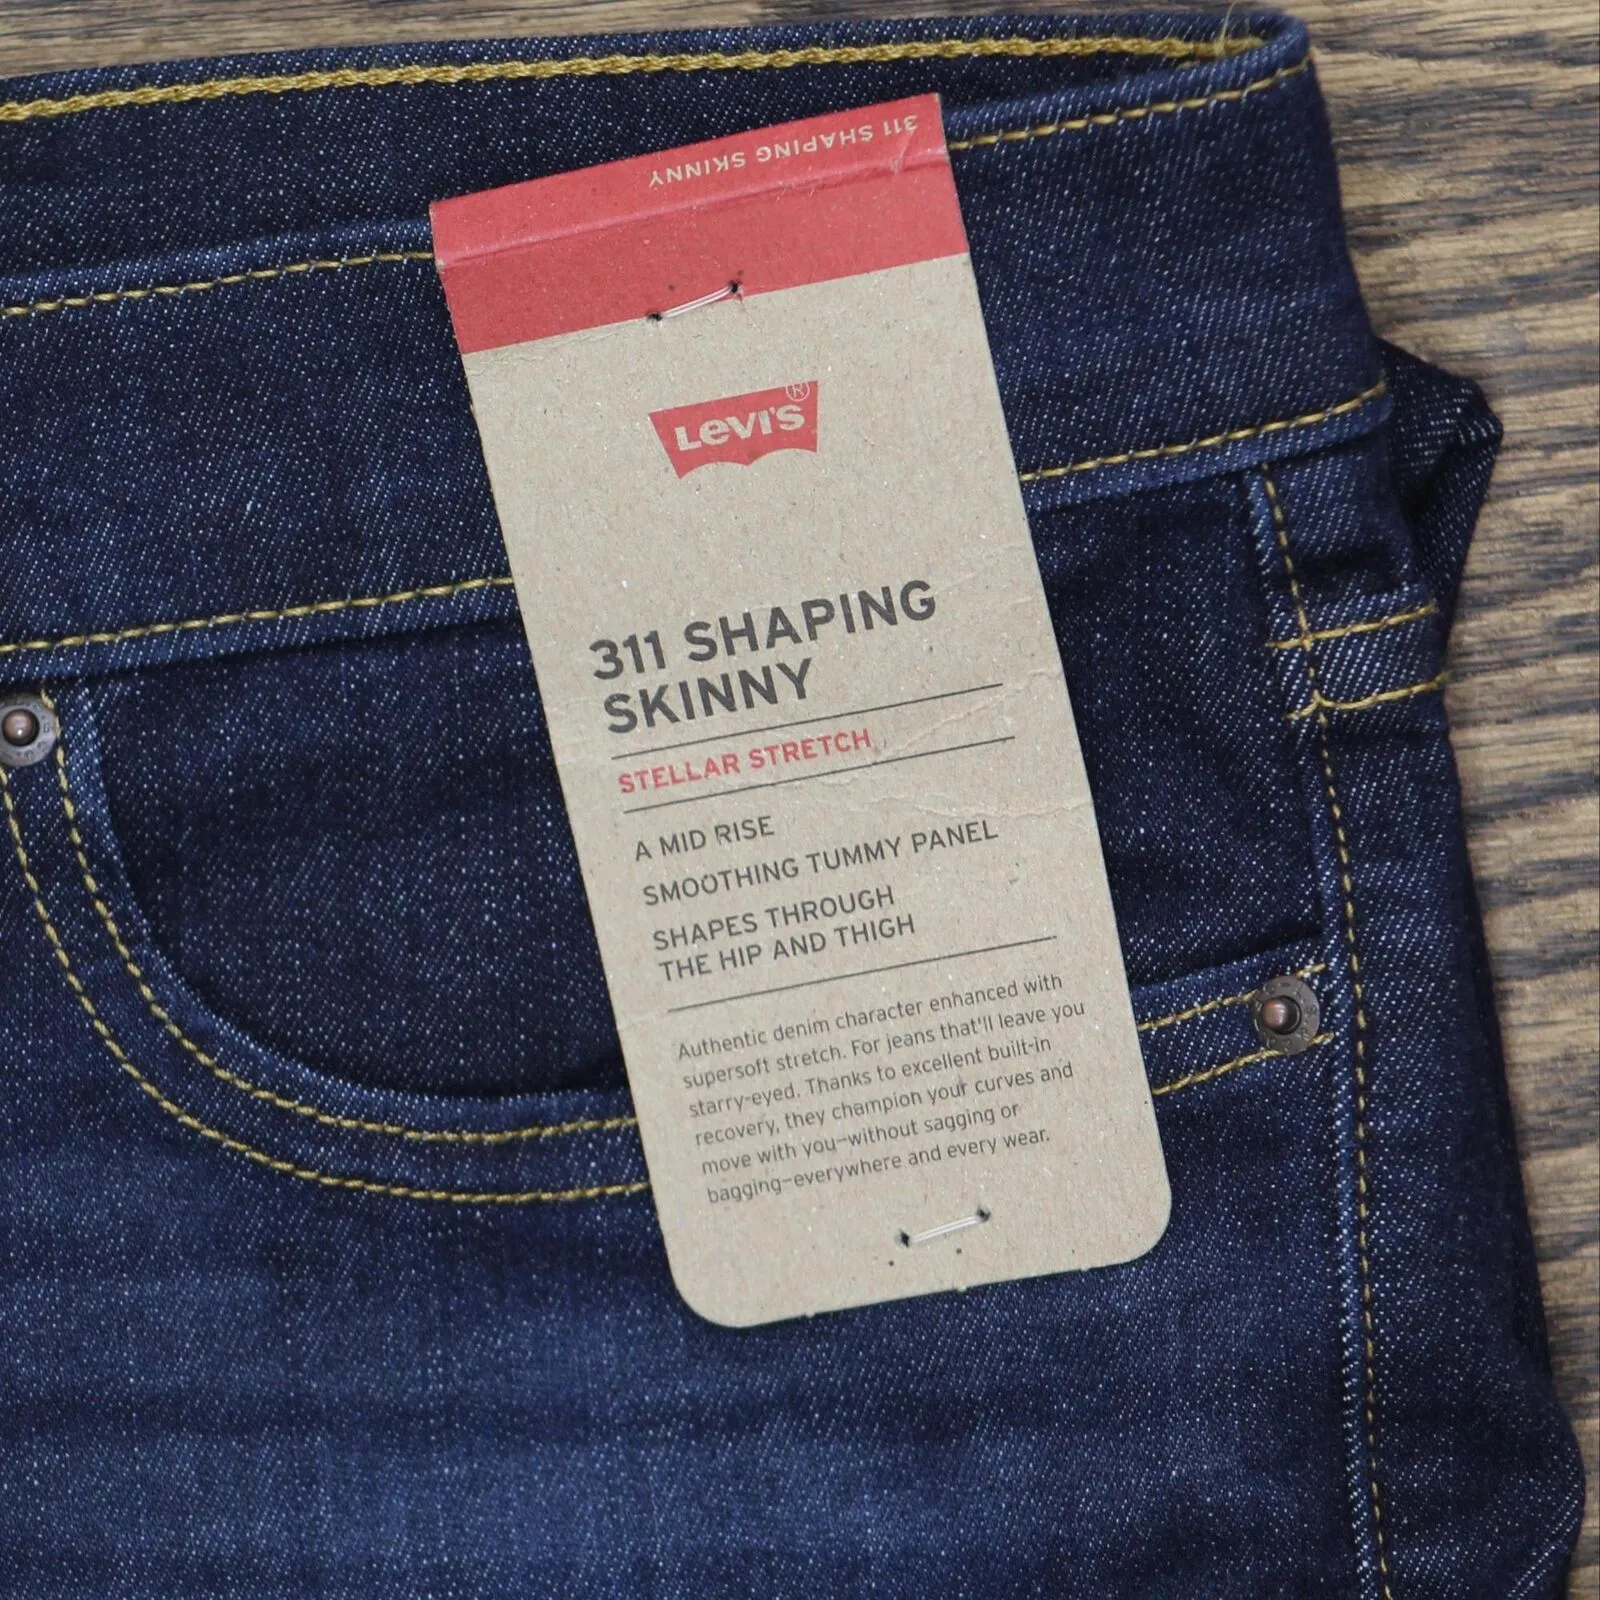 311 SHAPING SKINNY
LEVI'S®
311 SHAPING
SKINNY
STELLAR STRETCH
A MID RISE
SMOOTHING TUMMY PANEL
SHAPES THROUGH
THE HIP AND THIGH
Authentic denim character enhanced with
supersoft stretch. For jeans that'll leave you
starry-eyed. Thanks to excellent built-in
recovery, they champion your curves and
move with you—without sagging or
bagging—everywhere and every wear.